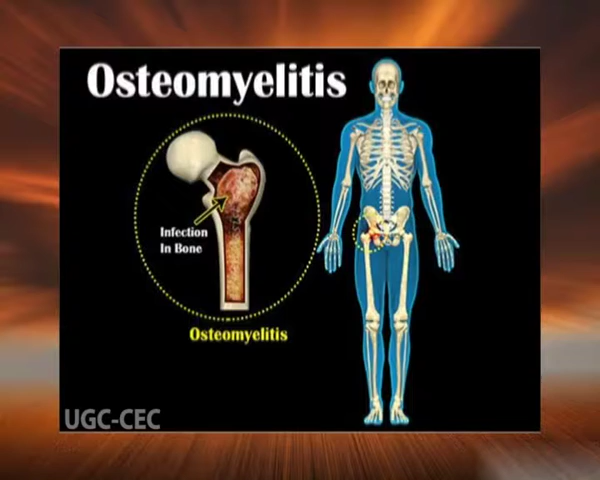 Osteomyelitis
Infection
In Bone
Osteomyelitis
UGC-CEC